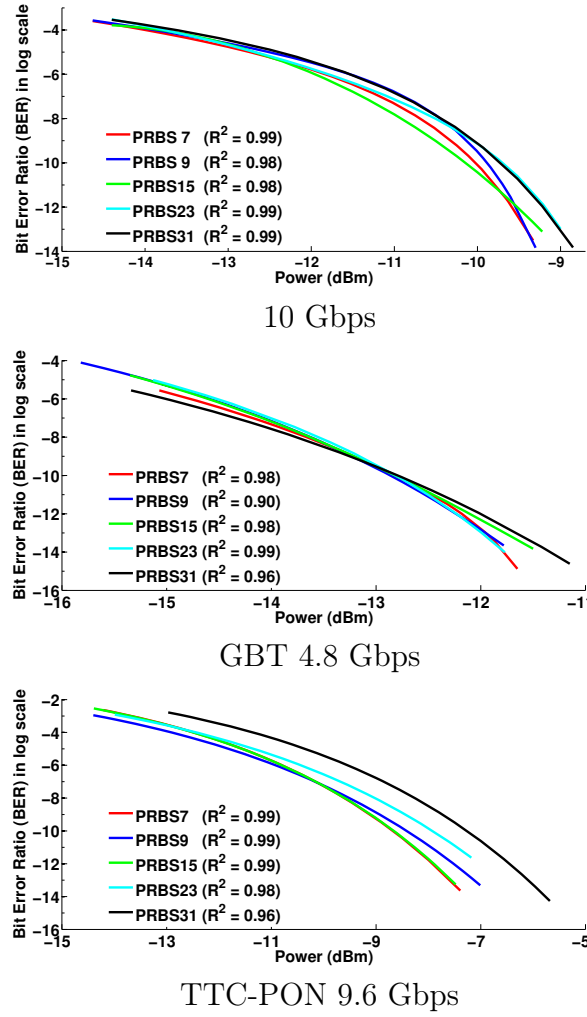 Bit Error Ratio (BER) in log scale
−4
−6
−8
−10
−12
−14
PRBS 7 (R² = 0.99)
PRBS 9 (R² = 0.98)
PRBS15 (R² = 0.98)
PRBS23 (R² = 0.99)
PRBS31 (R² = 0.99)
−15 −14 −13 −12 −11 −10 −9
Power (dBm)
10 Gbps
Bit Error Ratio (BER) in log scale
−4
−6
−8
−10
−12
−14
−16
PRBS7 (R² = 0.98)
PRBS9 (R² = 0.90)
PRBS15 (R² = 0.98)
PRBS23 (R² = 0.99)
PRBS31 (R² = 0.96)
−16 −15 −14 −13 −12 −11
Power (dBm)
GBT 4.8 Gbps
Bit Error Ratio (BER) in log scale
−2
−4
−6
−8
−10
−12
−14
−16
PRBS7 (R² = 0.99)
PRBS9 (R² = 0.99)
PRBS15 (R² = 0.99)
PRBS23 (R² = 0.98)
PRBS31 (R² = 0.96)
−15 −13 −11 −9 −7 −5
Power (dBm)
TTC-PON 9.6 Gbps